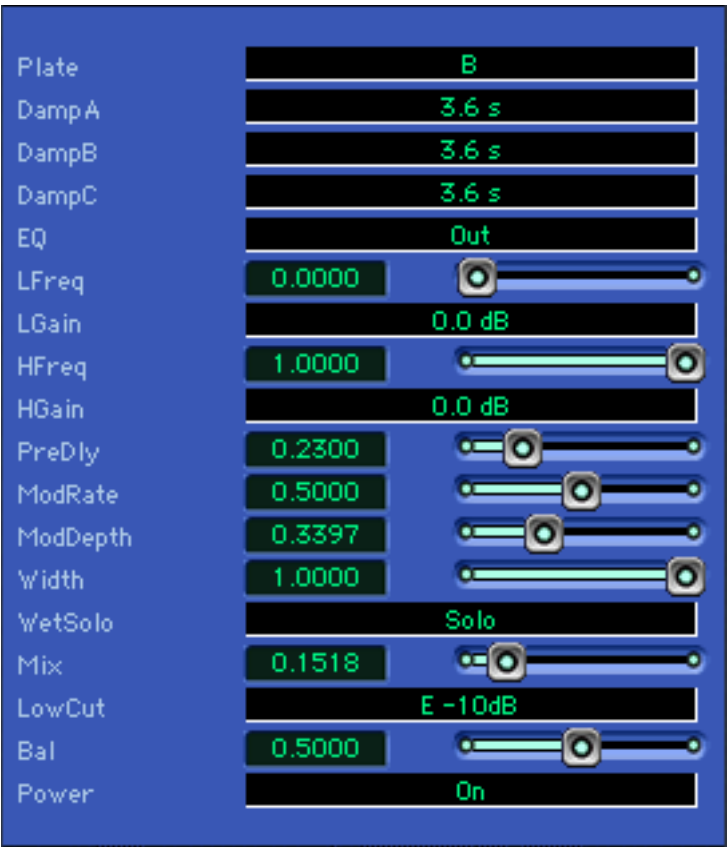 Plate B
DampA 3.6 s
DampB 3.6 s
DampC 3.6 s
EQ Out
LFreq 0.0000
LGain 0.0 dB
HFreq 1.0000
HGain 0.0 dB
PreDly 0.2300
ModRate 0.5000
ModDepth 0.3397
Width 1.0000
WetSolo Solo
Mix 0.1518
LowCut E -10dB
Bal 0.5000
Power On